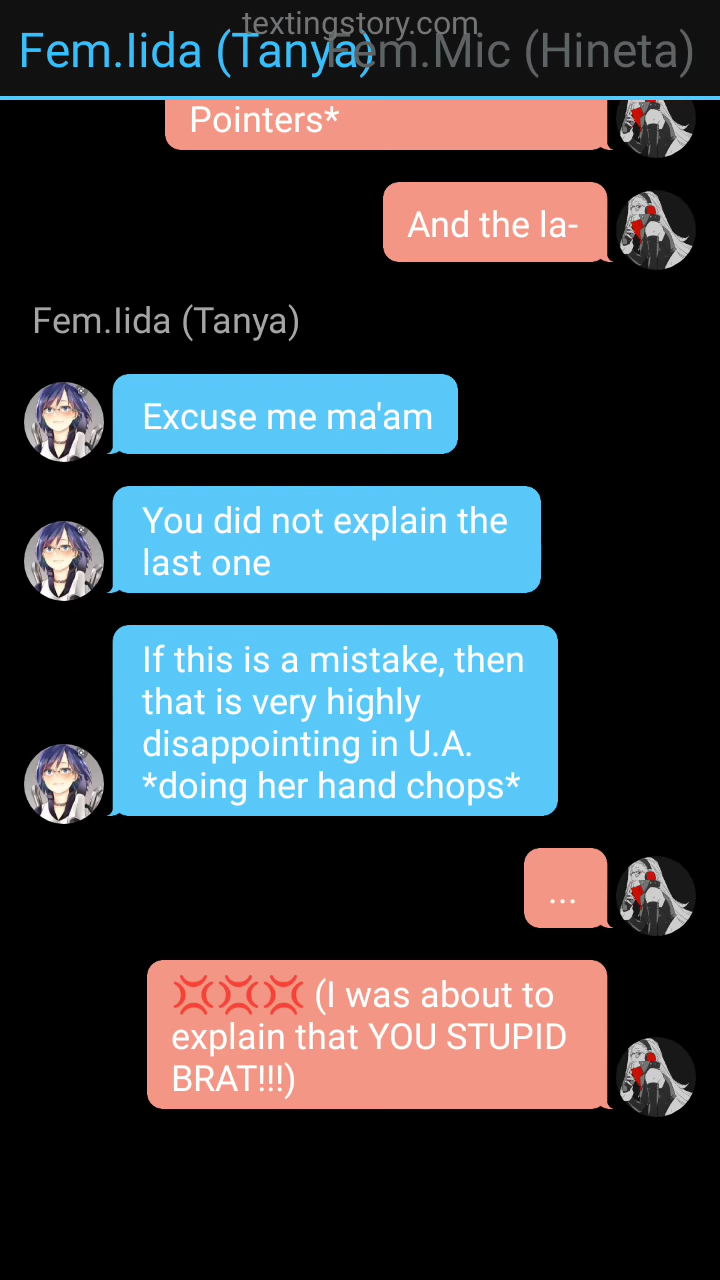 textingstory.com
Fem.Iida (Tanya)
Fem.Mic (Hineta)
Pointers*
And the la-
Fem.Iida (Tanya)
Excuse me ma'am
You did not explain the
last one
If this is a mistake, then
that is very highly
disappointing in U.A.
*doing her hand chops*
...
💢💢💢 (I was about to
explain that YOU STUPID
BRAT!!!)